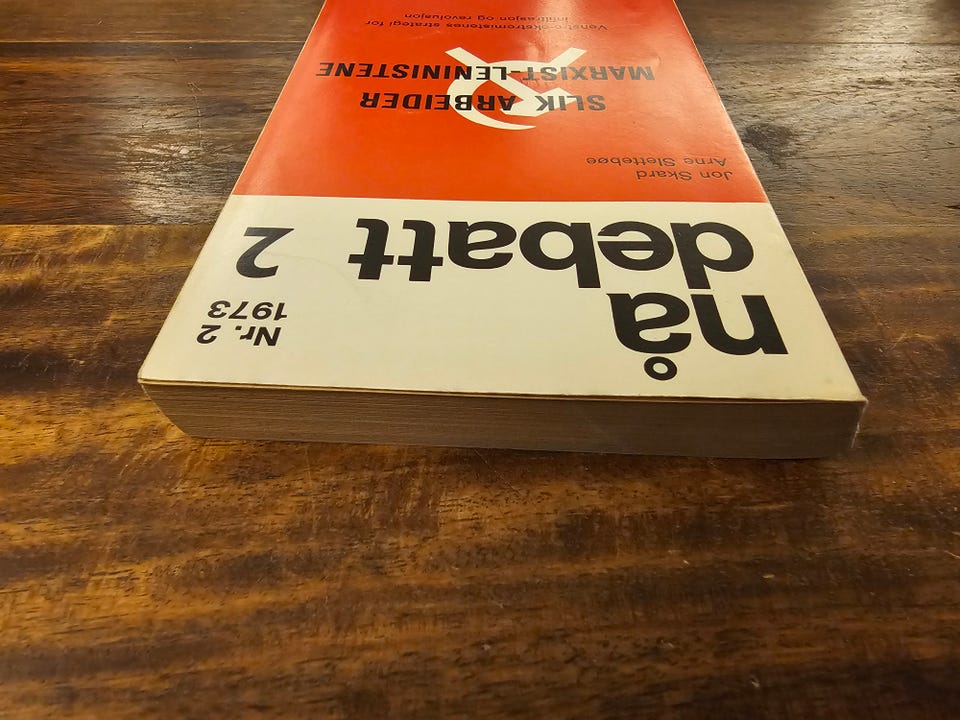 nå
debatt
Nr. 2
1973
2
Jon Skard
Arne Slettebøe
SLIK ARBEIDER
MARXIST-LENINISTENE
Venstre-ekstremistenes strategi for
infiltrasjon og revolusjon